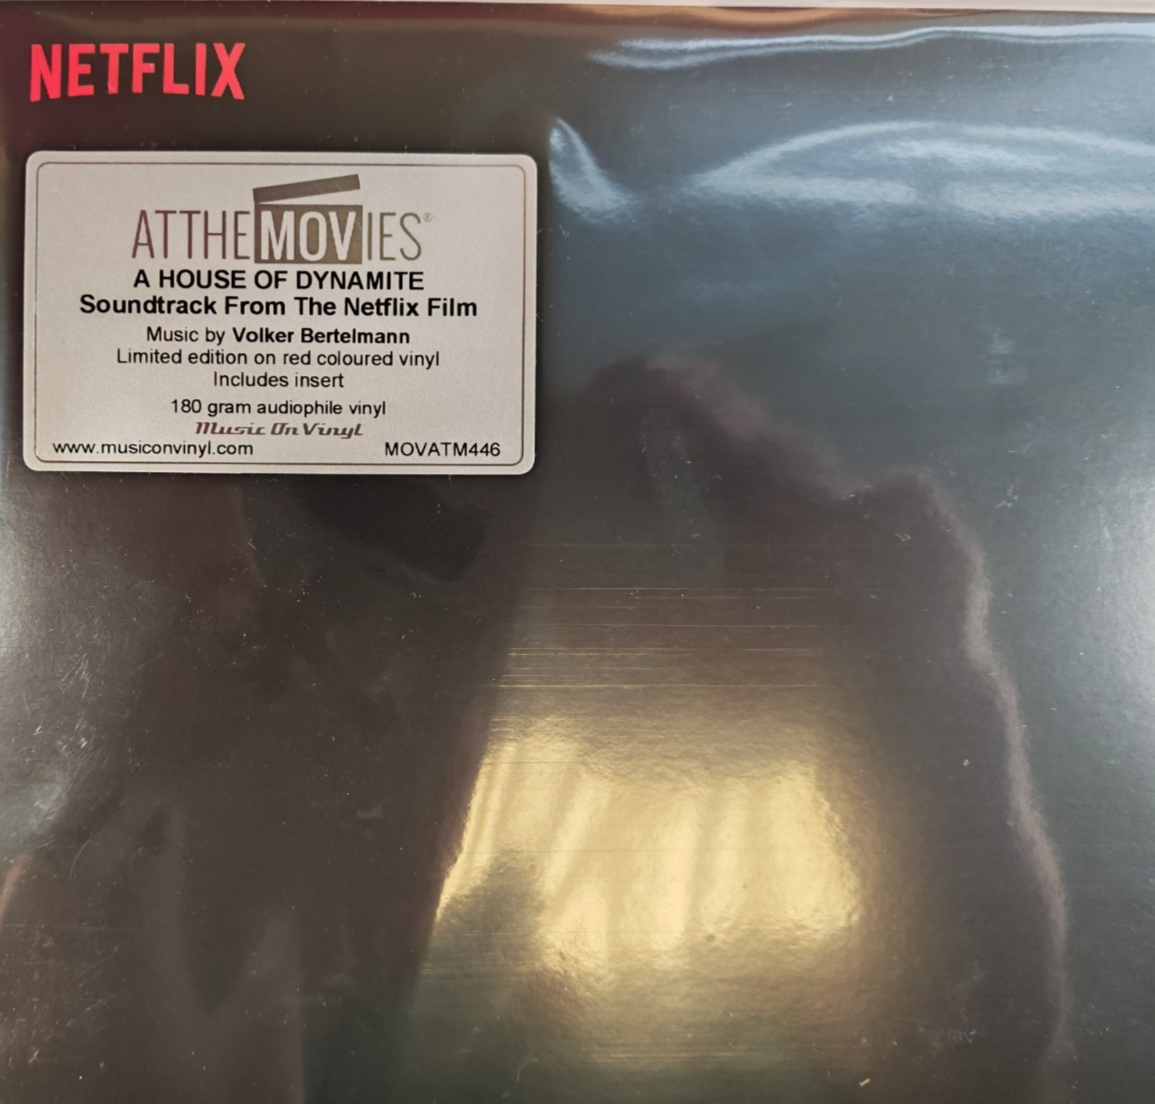 NETFLIX
ATTHEMOVIES®
A HOUSE OF DYNAMITE
Soundtrack From The Netflix Film
Music by Volker Bertelmann
Limited edition on red coloured vinyl
Includes insert
180 gram audiophile vinyl
Music On Vinyl
www.musiconvinyl.com MOVATM446